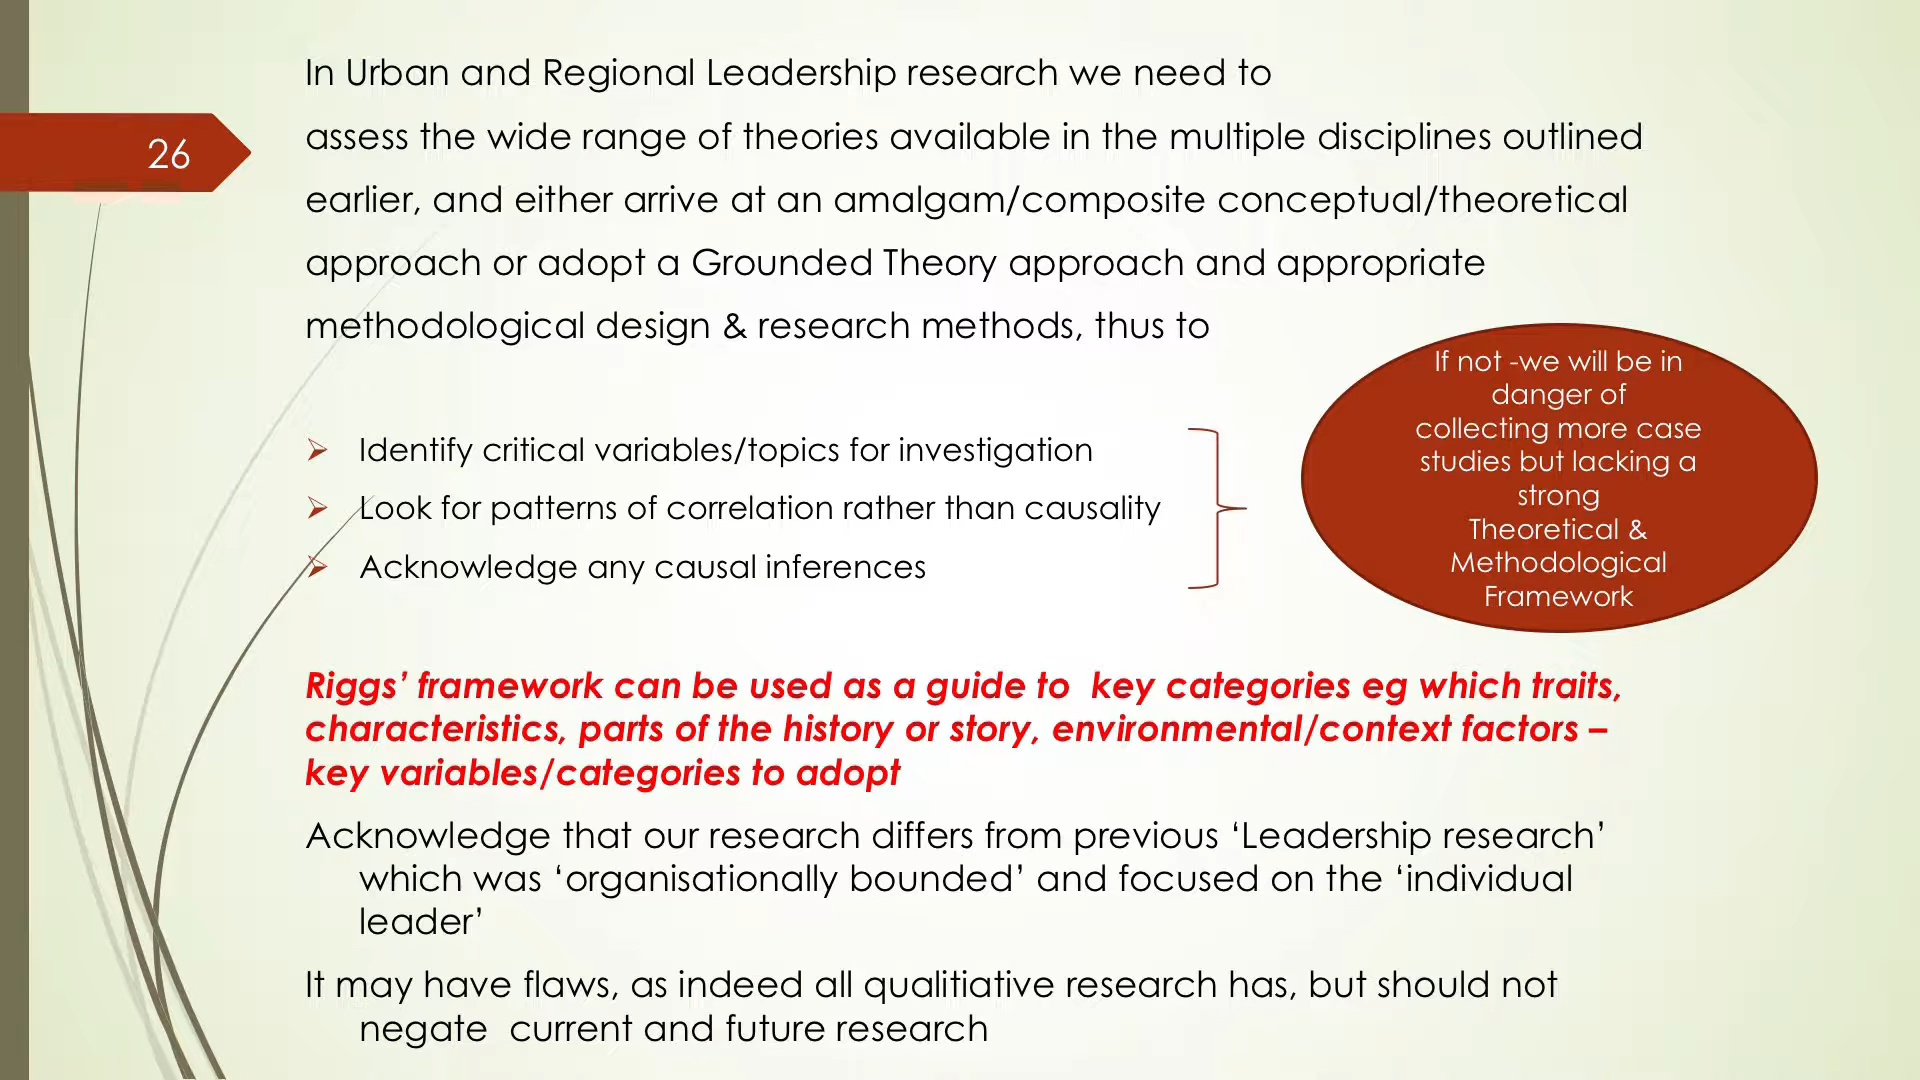 26
In Urban and Regional Leadership research we need to
assess the wide range of theories available in the multiple disciplines outlined
earlier, and either arrive at an amalgam/composite conceptual/theoretical
approach or adopt a Grounded Theory approach and appropriate
methodological design & research methods, thus to
Identify critical variables/topics for investigation
Look for patterns of correlation rather than causality
Acknowledge any causal inferences
If not -we will be in
danger of
collecting more case
studies but lacking a
strong
Theoretical &
Methodological
Framework
Riggs’ framework can be used as a guide to  key categories eg which traits,
characteristics, parts of the history or story, environmental/context factors –
key variables/categories to adopt
Acknowledge that our research differs from previous ‘Leadership research’
which was ‘organisationally bounded’ and focused on the ‘individual
leader’
It may have flaws, as indeed all qualitiative research has, but should not
negate  current and future research